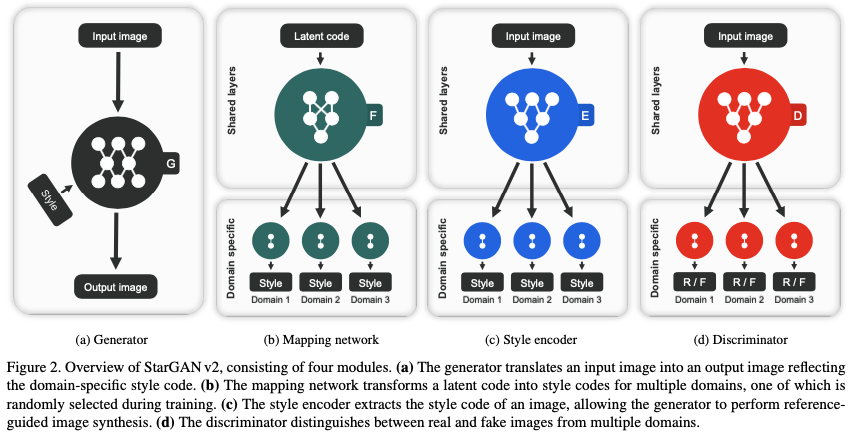 Input image
G
Style
Output image
(a) Generator
Shared layers
Latent code
F
Domain specific
Style Style Style
Domain 1 Domain 2 Domain 3
(b) Mapping network
Shared layers
Input image
E
Domain specific
Style Style Style
Domain 1 Domain 2 Domain 3
(c) Style encoder
Shared layers
Input image
D
Domain specific
R / F R / F R / F
Domain 1 Domain 2 Domain 3
(d) Discriminator
Figure 2. Overview of StarGAN v2, consisting of four modules. (a) The generator translates an input image into an output image reflecting
the domain-specific style code. (b) The mapping network transforms a latent code into style codes for multiple domains, one of which is
randomly selected during training. (c) The style encoder extracts the style code of an image, allowing the generator to perform reference-
guided image synthesis. (d) The discriminator distinguishes between real and fake images from multiple domains.